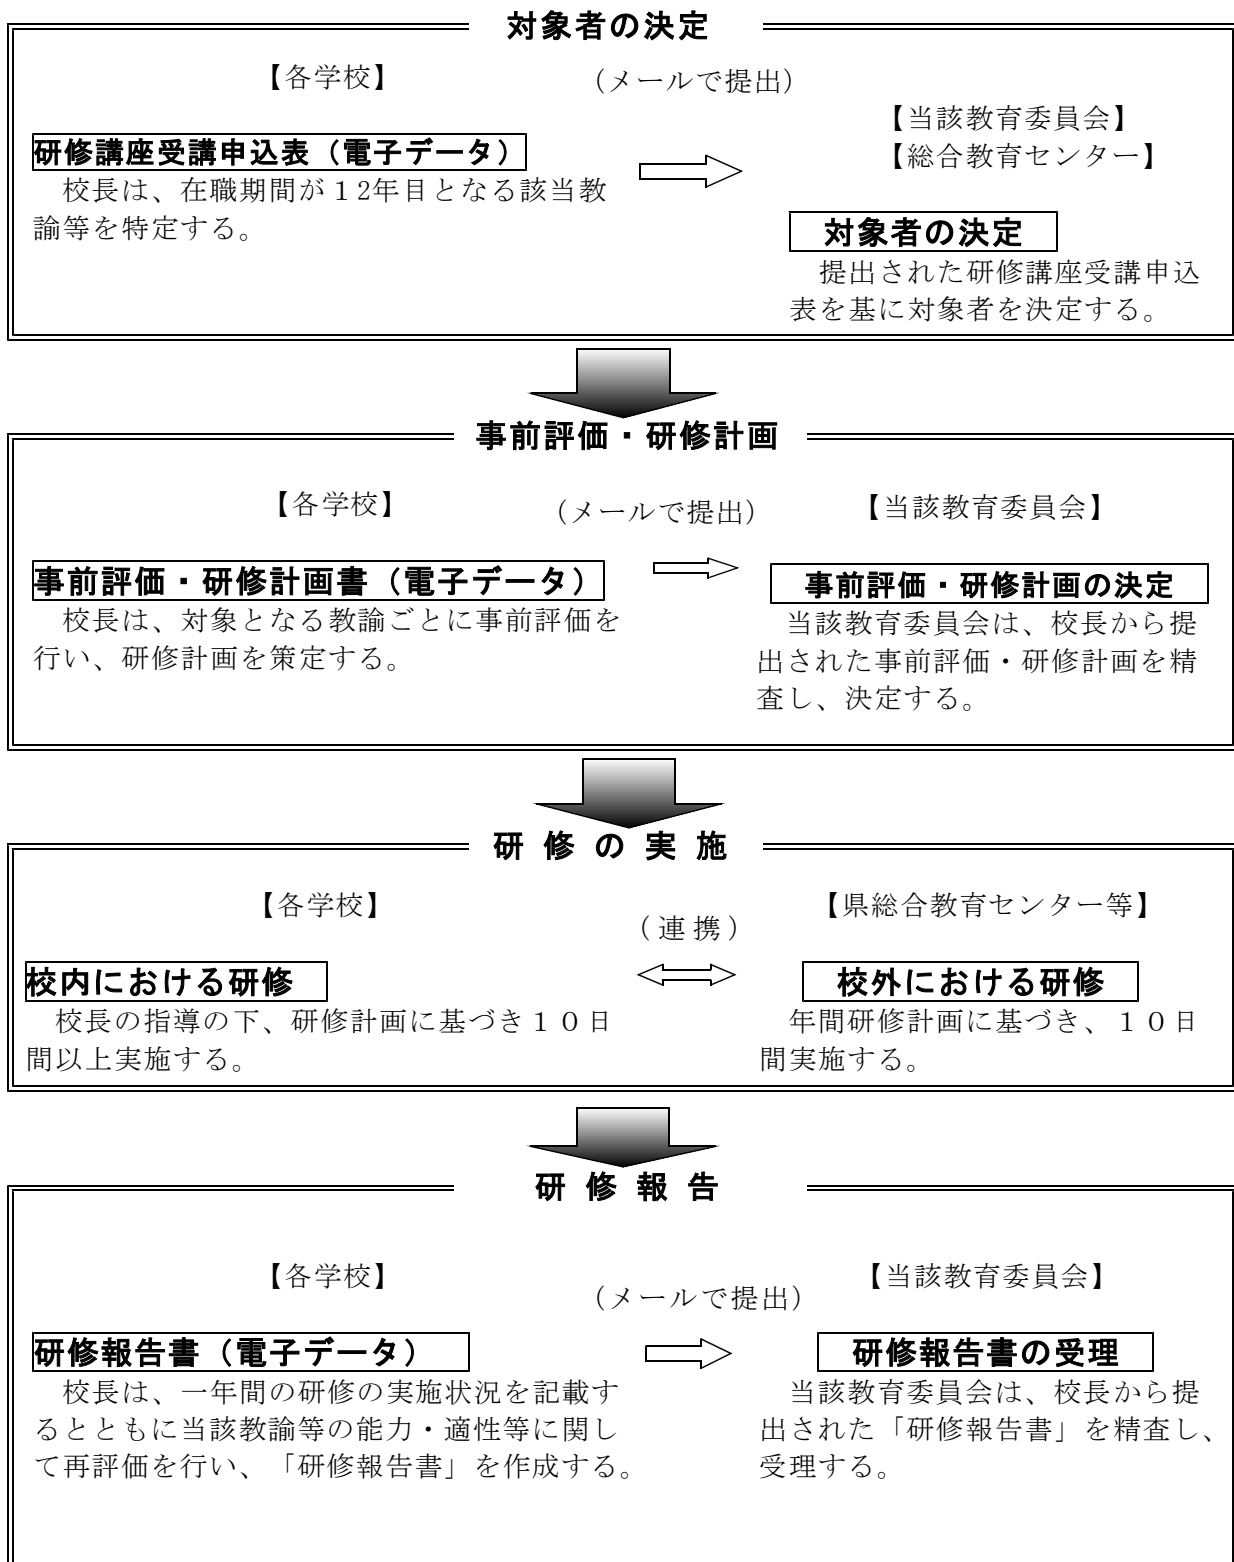 対象者の決定
【各学校】
（メールで提出）
【当該教育委員会】
【総合教育センター】
研修講座受講申込表（電子データ）
校長は、在職期間が１2年目となる該当教
諭等を特定する。
対象者の決定
提出された研修講座受講申込
表を基に対象者を決定する。
事前評価・研修計画
【各学校】
（メールで提出）
【当該教育委員会】
事前評価・研修計画書（電子データ）
校長は、対象となる教諭ごとに事前評価を
行い、研修計画を策定する。
事前評価・研修計画の決定
当該教育委員会は、校長から提
出された事前評価・研修計画を精
査し、決定する。
研 修 の 実 施
【各学校】
（連携）
【県総合教育センター等】
校内における研修
校長の指導の下、研修計画に基づき１０日
間以上実施する。
校外における研修
年間研修計画に基づき、１０日
間実施する。
研 修 報 告
【各学校】
（メールで提出）
【当該教育委員会】
研修報告書（電子データ）
校長は、一年間の研修の実施状況を記載す
るとともに当該教諭等の能力・適性等に関し
て再評価を行い、「研修報告書」を作成する。
研修報告書の受理
当該教育委員会は、校長から提
出された「研修報告書」を精査し、
受理する。